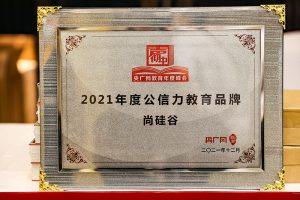 央广网教育年度峰会
2021年度公信力教育品牌
尚硅谷
央广网
二〇二一年十二月